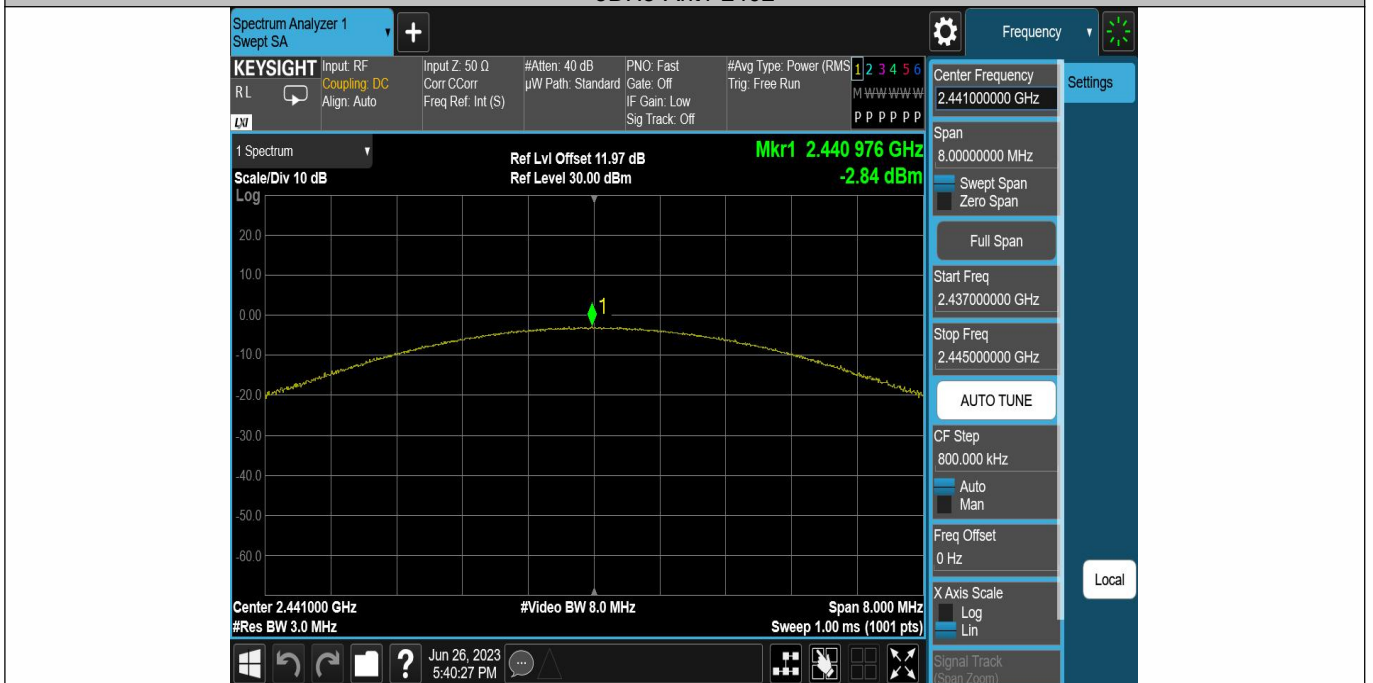 Spectrum Analyzer 1
Swept SA
+
Frequency
KEYSIGHT
RL
LXI
Input: RF
Coupling: DC
Align: Auto
Input Z: 50 Ω
Corr CCorr
Freq Ref: Int (S)
#Atten: 40 dB
µW Path: Standard
PNO: Fast
Gate: Off
IF Gain: Low
Sig Track: Off
#Avg Type: Power (RMS
Trig: Free Run
1 2 3 4 5 6
M W W W W W
P P P P P P
1 Spectrum
Scale/Div 10 dB
Log
Ref Lvl Offset 11.97 dB
Ref Level 30.00 dBm
Mkr1 2.440 976 GHz
-2.84 dBm
20.0
10.0
0.00
-10.0
-20.0
-30.0
-40.0
-50.0
-60.0
1
Center 2.441000 GHz
#Res BW 3.0 MHz
#Video BW 8.0 MHz
Span 8.000 MHz
Sweep 1.00 ms (1001 pts)
Center Frequency
2.441000000 GHz
Settings
Span
8.00000000 MHz
Swept Span
Zero Span
Full Span
Start Freq
2.437000000 GHz
Stop Freq
2.445000000 GHz
AUTO TUNE
CF Step
800.000 kHz
Auto
Man
Freq Offset
0 Hz
Local
X Axis Scale
Log
Lin
Signal Track
(Span Zoom)
?
Jun 26, 2023
5:40:27 PM